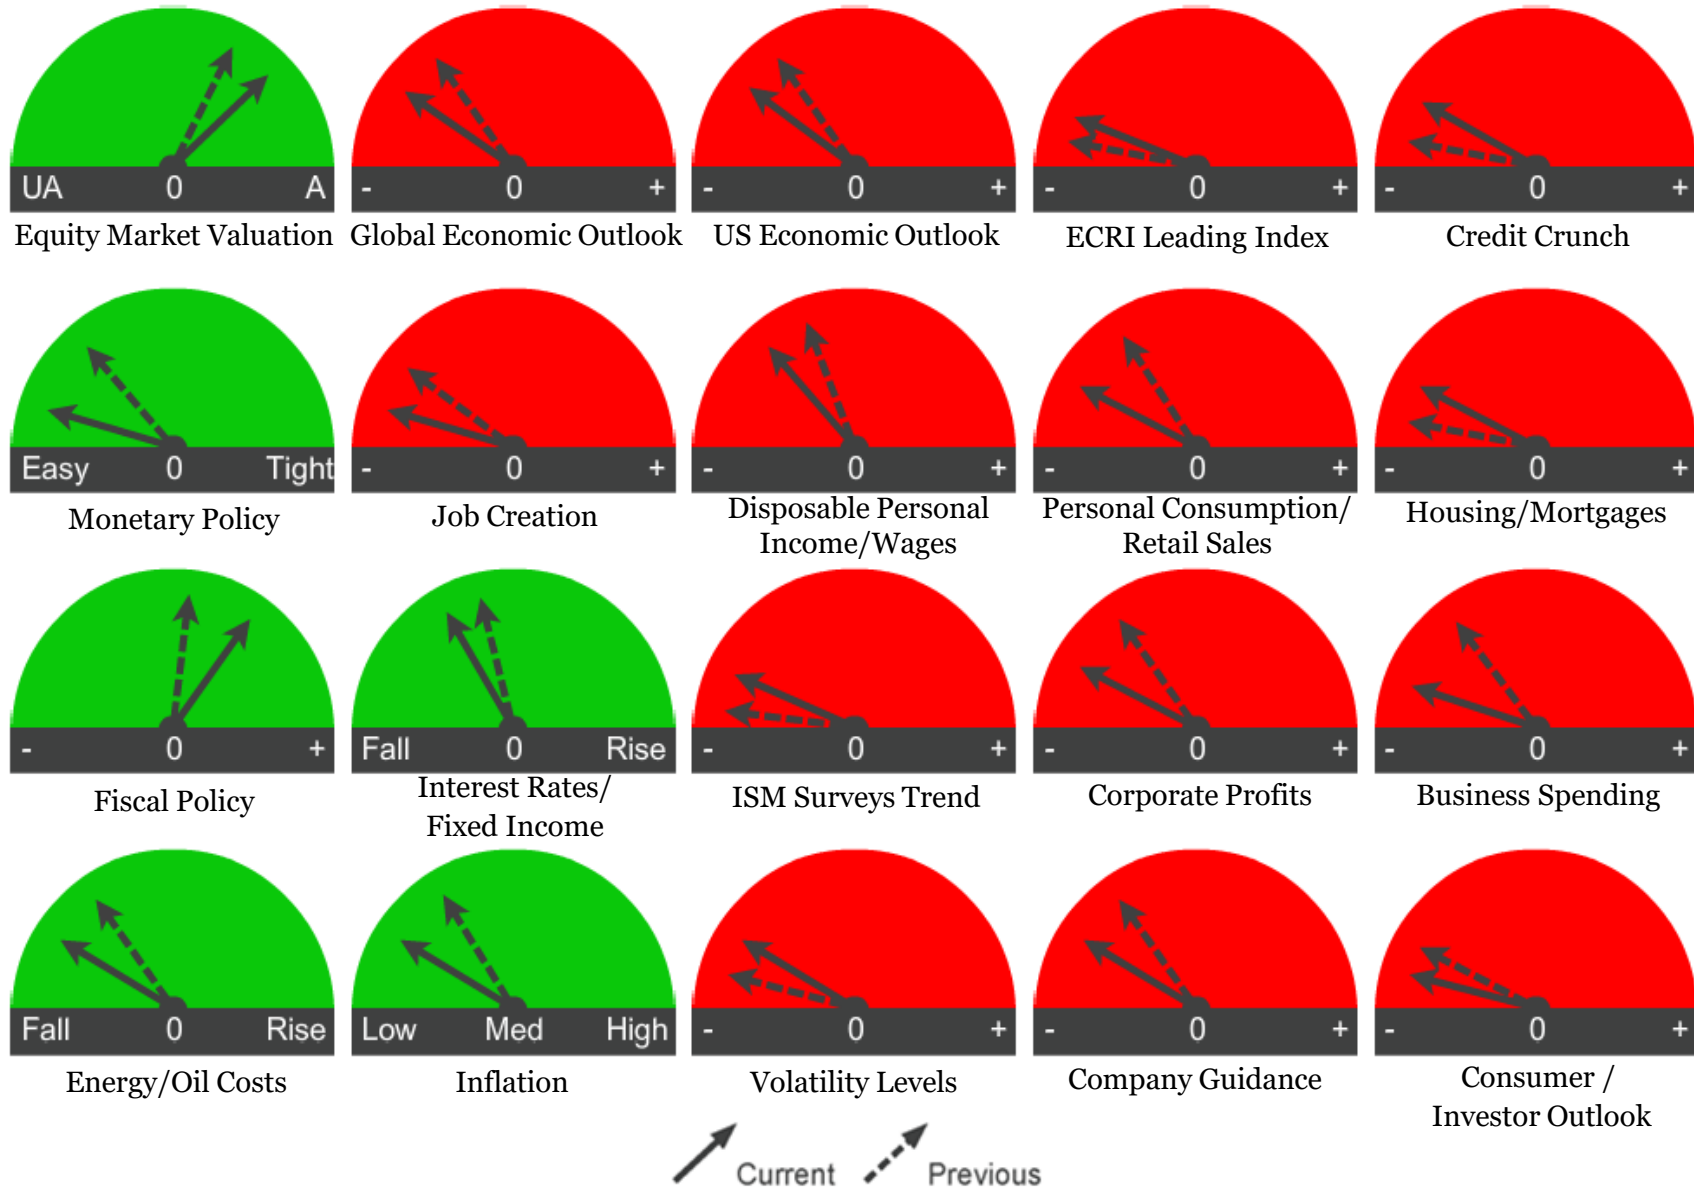 UA 0 A
Equity Market Valuation
- 0 +
Global Economic Outlook
- 0 +
US Economic Outlook
- 0 +
ECRI Leading Index
- 0 +
Credit Crunch
Easy 0 Tight
Monetary Policy
- 0 +
Job Creation
- 0 +
Disposable Personal
Income/Wages
- 0 +
Personal Consumption/
Retail Sales
- 0 +
Housing/Mortgages
- 0 +
Fiscal Policy
Fall 0 Rise
Interest Rates/
Fixed Income
- 0 +
ISM Surveys Trend
- 0 +
Corporate Profits
- 0 +
Business Spending
Fall 0 Rise
Energy/Oil Costs
Low Med High
Inflation
- 0 +
Volatility Levels
- 0 +
Company Guidance
- 0 +
Consumer /
Investor Outlook
Current
Previous